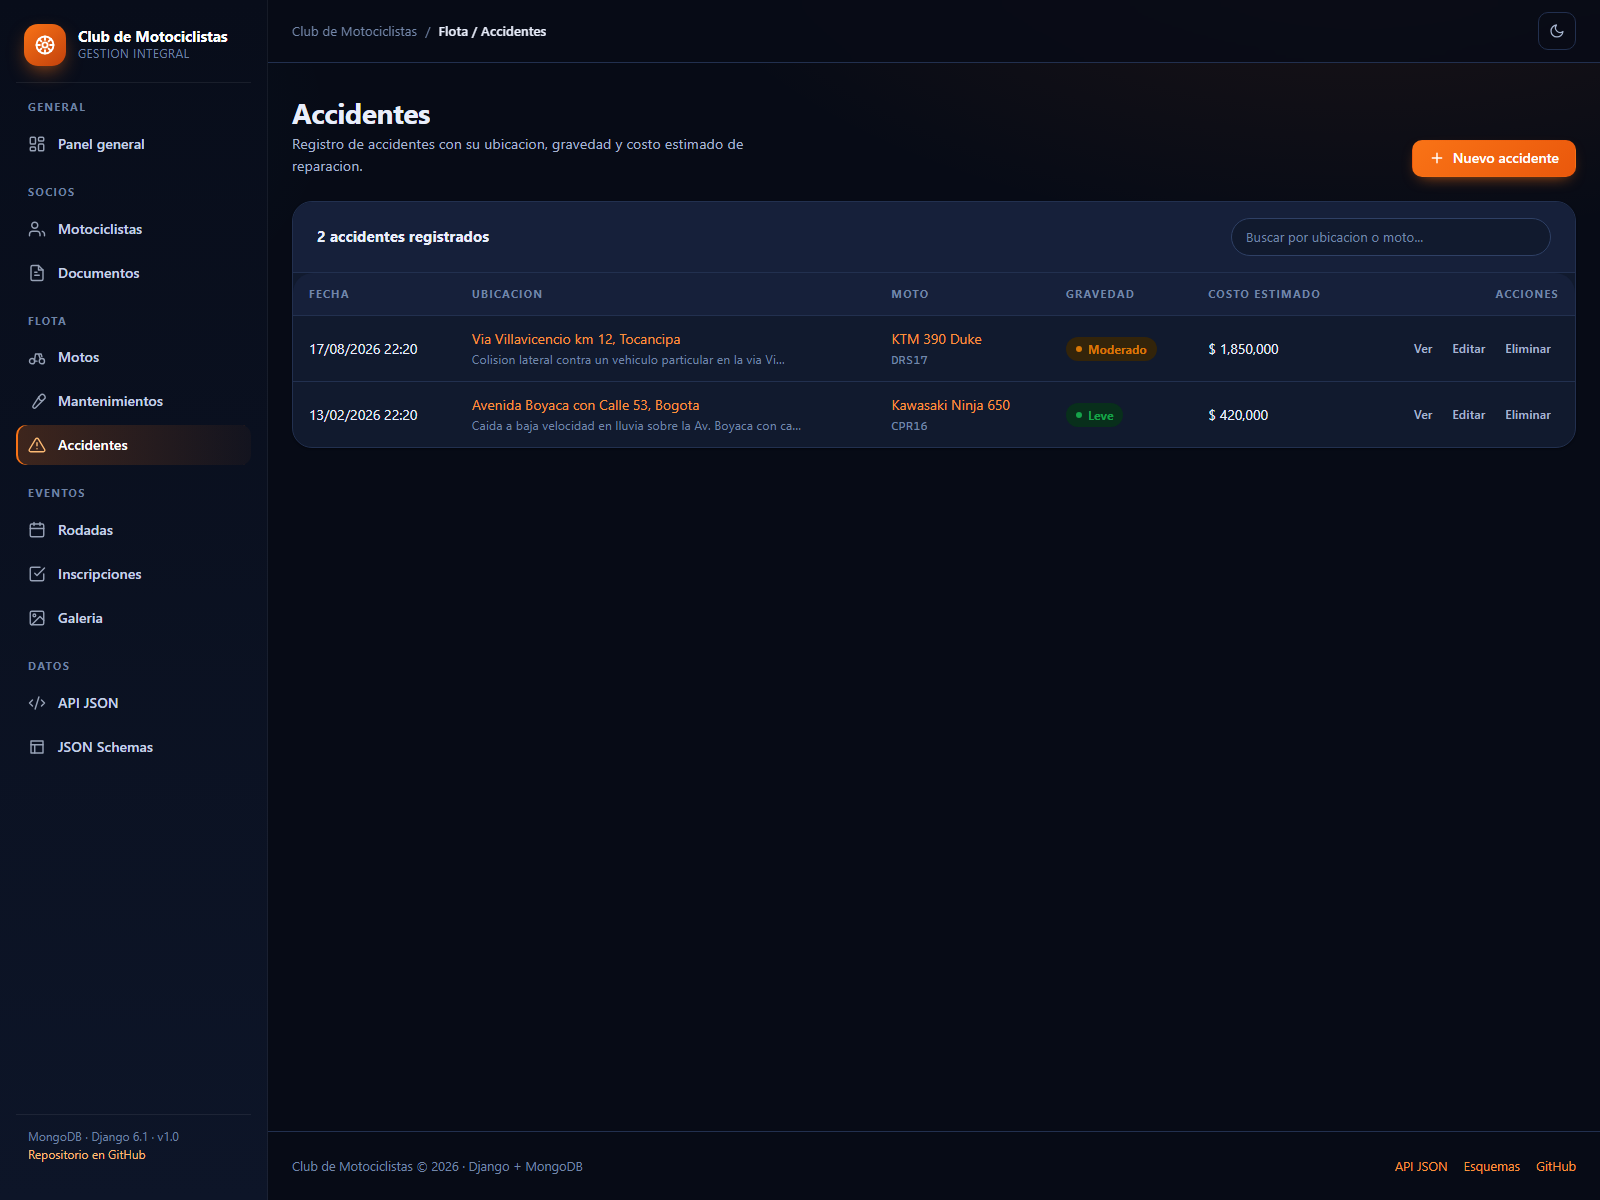 Club de Motociclistas
GESTION INTEGRAL
GENERAL
Panel general
SOCIOS
Motociclistas
Documentos
FLOTA
Motos
Mantenimientos
Accidentes
EVENTOS
Rodadas
Inscripciones
Galeria
DATOS
API JSON
JSON Schemas
MongoDB · Django 6.1 · v1.0
Repositorio en GitHub
Club de Motociclistas / Flota / Accidentes
Accidentes
Registro de accidentes con su ubicacion, gravedad y costo estimado de
reparacion.
+ Nuevo accidente
2 accidentes registrados
Buscar por ubicacion o moto...
FECHA UBICACION MOTO GRAVEDAD COSTO ESTIMADO ACCIONES
17/08/2026 22:20 Via Villavicencio km 12, Tocancipa KTM 390 Duke Moderado $ 1,850,000 Ver Editar Eliminar
Colision lateral contra un vehiculo particular en la via Vi... DRS17
13/02/2026 22:20 Avenida Boyaca con Calle 53, Bogota Kawasaki Ninja 650 Leve $ 420,000 Ver Editar Eliminar
Caida a baja velocidad en lluvia sobre la Av. Boyaca con ca... CPR16
Club de Motociclistas © 2026 · Django + MongoDB
API JSON Esquemas GitHub